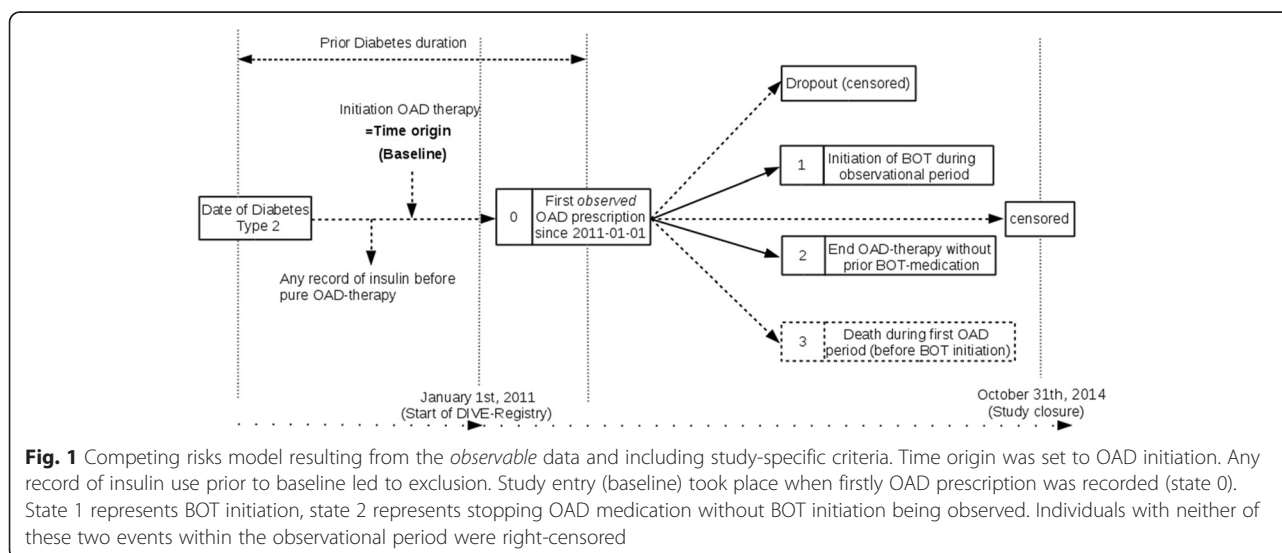 Prior Diabetes duration
Initiation OAD therapy
=Time origin
(Baseline)
Date of Diabetes
Type 2
Any record of insulin before
pure OAD-therapy
0
First observed
OAD prescription
since 2011-01-01
Dropout (censored)
1
Initiation of BOT during
observational period
censored
2
End OAD-therapy without
prior BOT-medication
3
Death during first OAD
period (before BOT initiation)
January 1st, 2011
(Start of DIVE-Registry)
October 31th, 2014
(Study closure)
Fig. 1 Competing risks model resulting from the observable data and including study-specific criteria. Time origin was set to OAD initiation. Any
record of insulin use prior to baseline led to exclusion. Study entry (baseline) took place when firstly OAD prescription was recorded (state 0).
State 1 represents BOT initiation, state 2 represents stopping OAD medication without BOT initiation being observed. Individuals with neither of
these two events within the observational period were right-censored